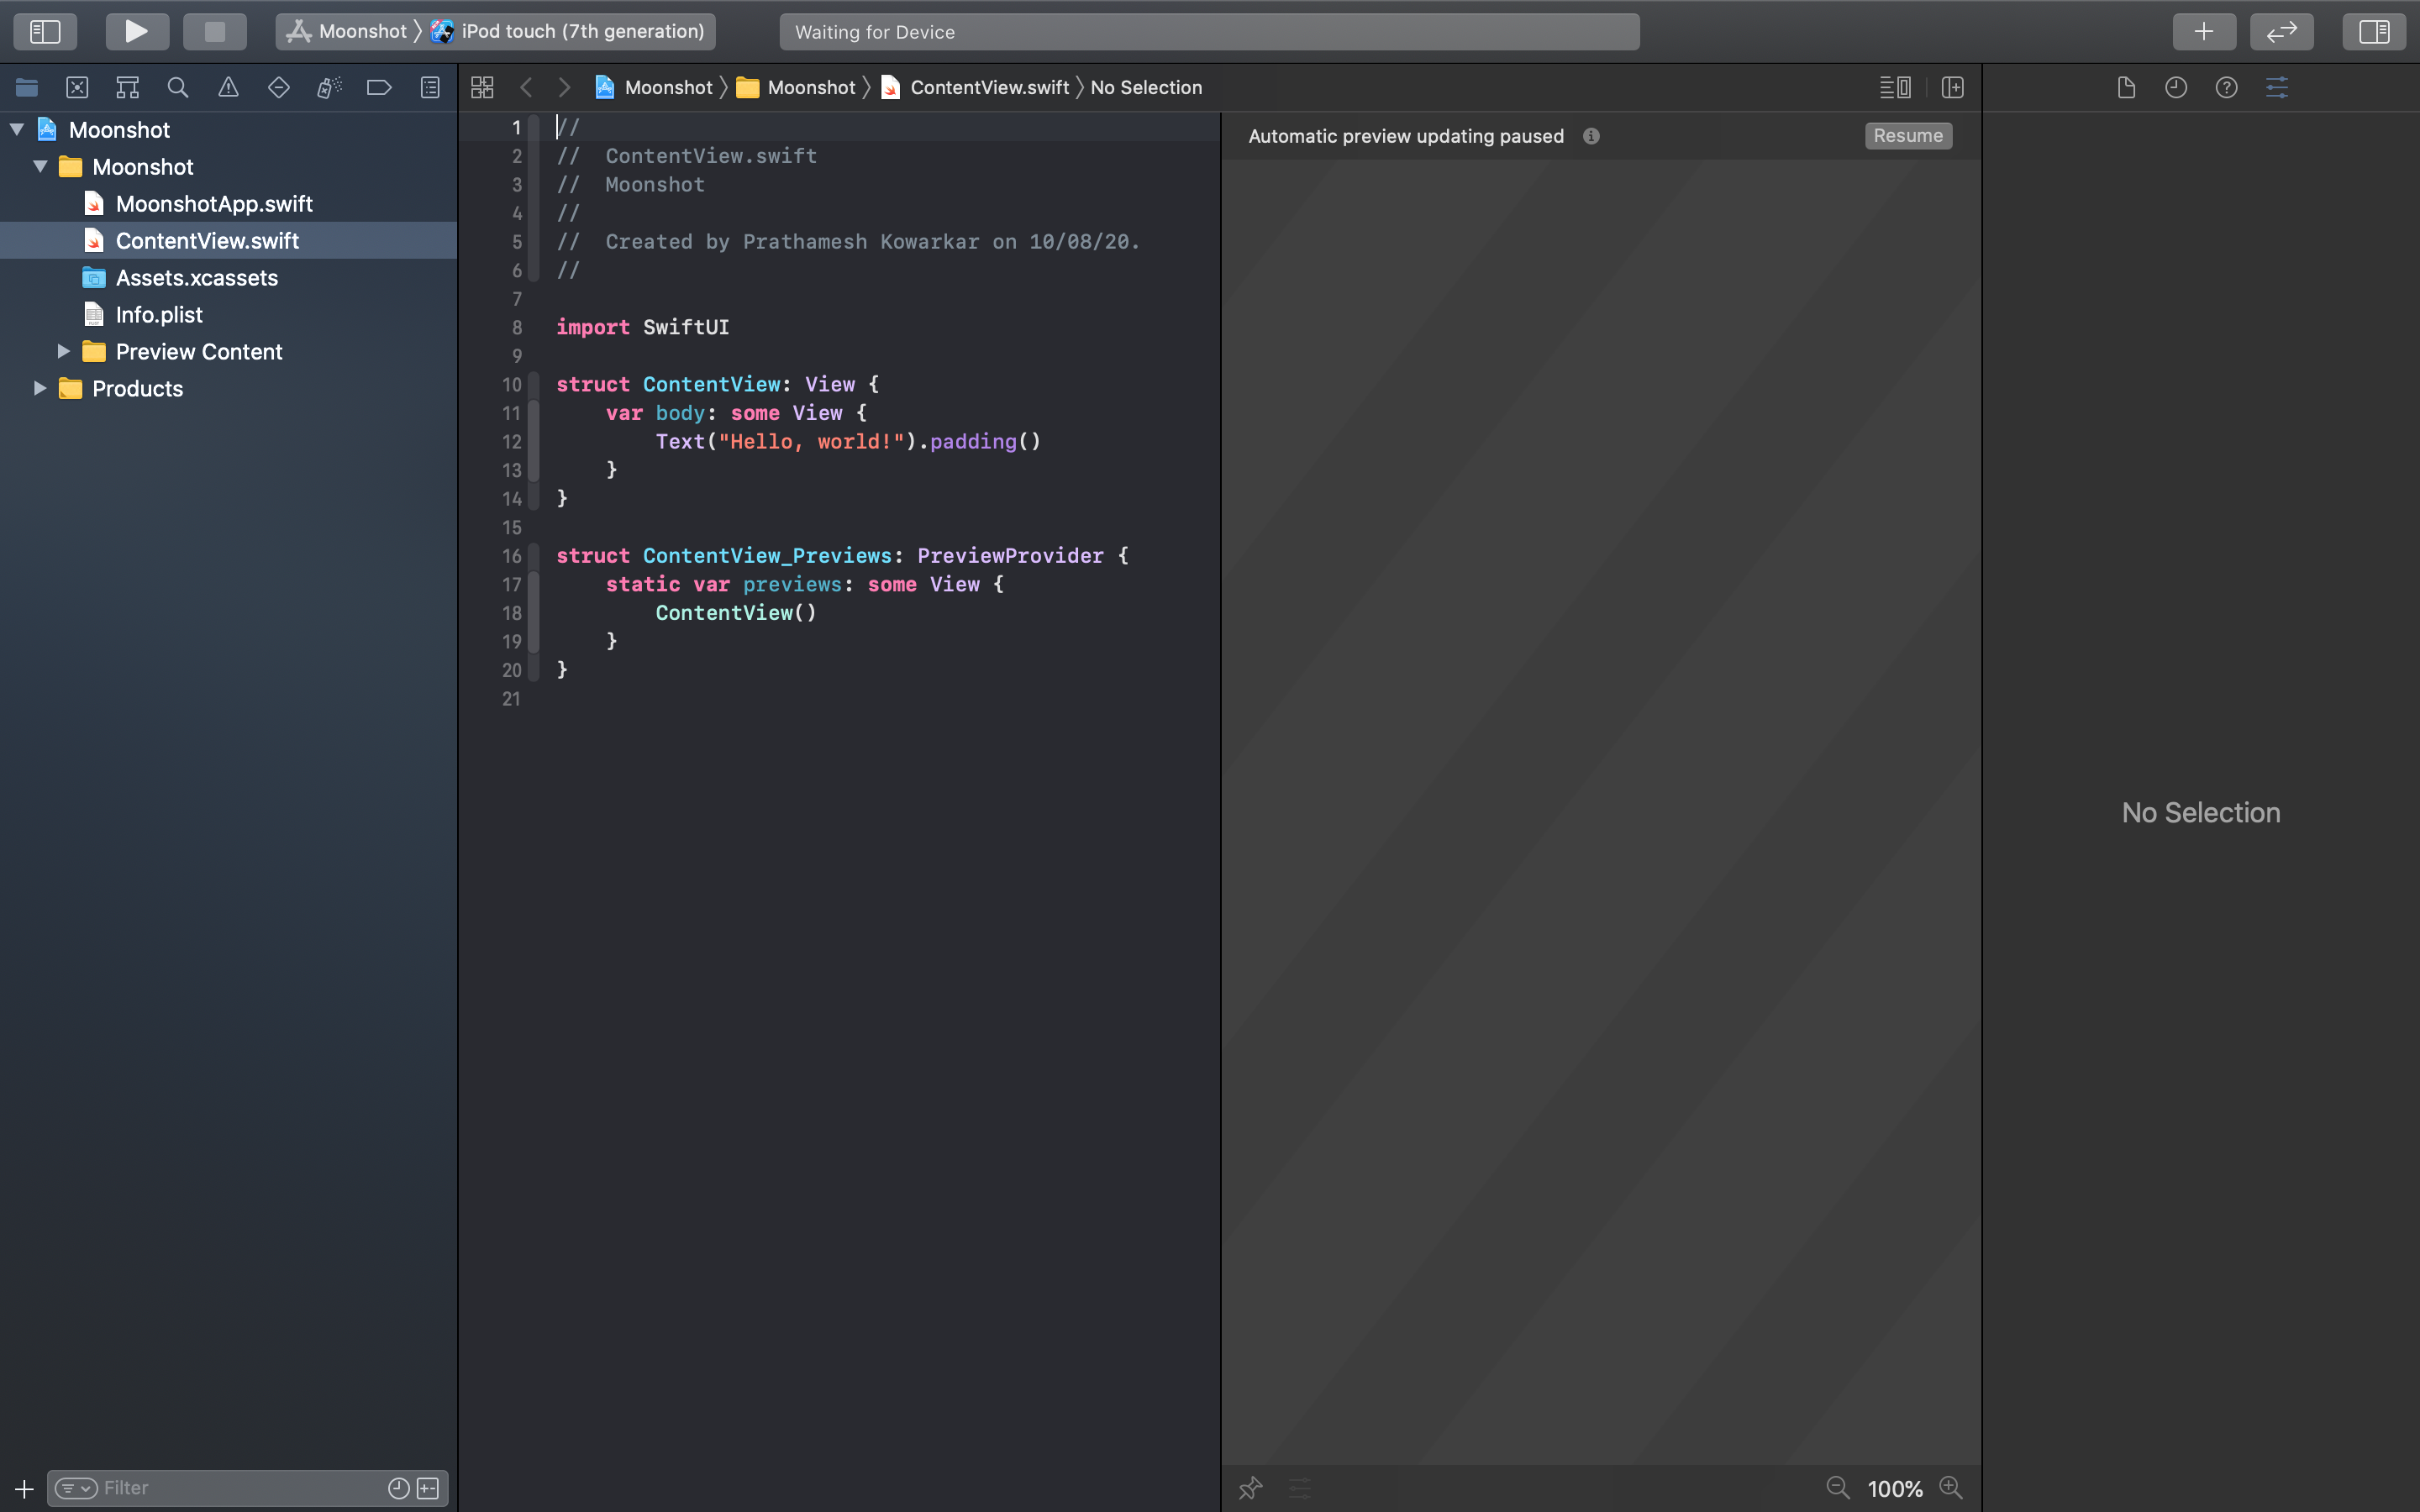 Moonshot 〉 iPod touch (7th generation)
Waiting for Device
Moonshot 〉 Moonshot 〉 ContentView.swift 〉 No Selection
Moonshot
Moonshot
MoonshotApp.swift
ContentView.swift
Assets.xcassets
Info.plist
Preview Content
Products
Filter
1 //
2 //  ContentView.swift
3 //  Moonshot
4 //
5 //  Created by Prathamesh Kowarkar on 10/08/20.
6 //
7
8 import SwiftUI
9
10 struct ContentView: View {
11     var body: some View {
12         Text("Hello, world!").padding()
13     }
14 }
15
16 struct ContentView_Previews: PreviewProvider {
17     static var previews: some View {
18         ContentView()
19     }
20 }
21
Automatic preview updating paused
Resume
100%
No Selection